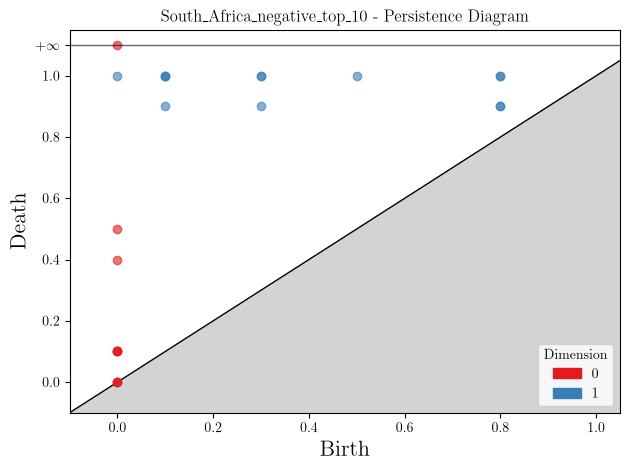 South_Africa_negative_top_10 - Persistence Diagram
+∞
1.0
0.8
0.6
0.4
0.2
0.0
Death
0.0 0.2 0.4 0.6 0.8 1.0
Birth
Dimension
0
1